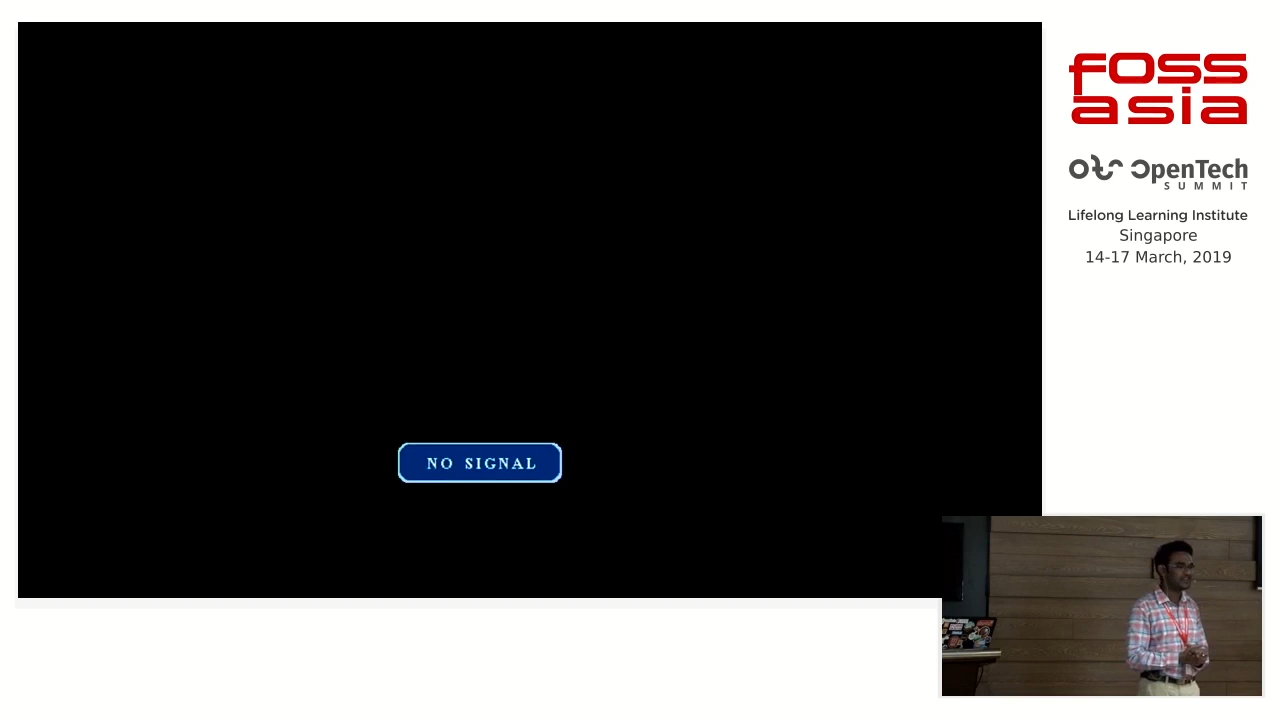 NO SIGNAL
foss
asia
OpenTech
SUMMIT
Lifelong Learning Institute
Singapore
14-17 March, 2019